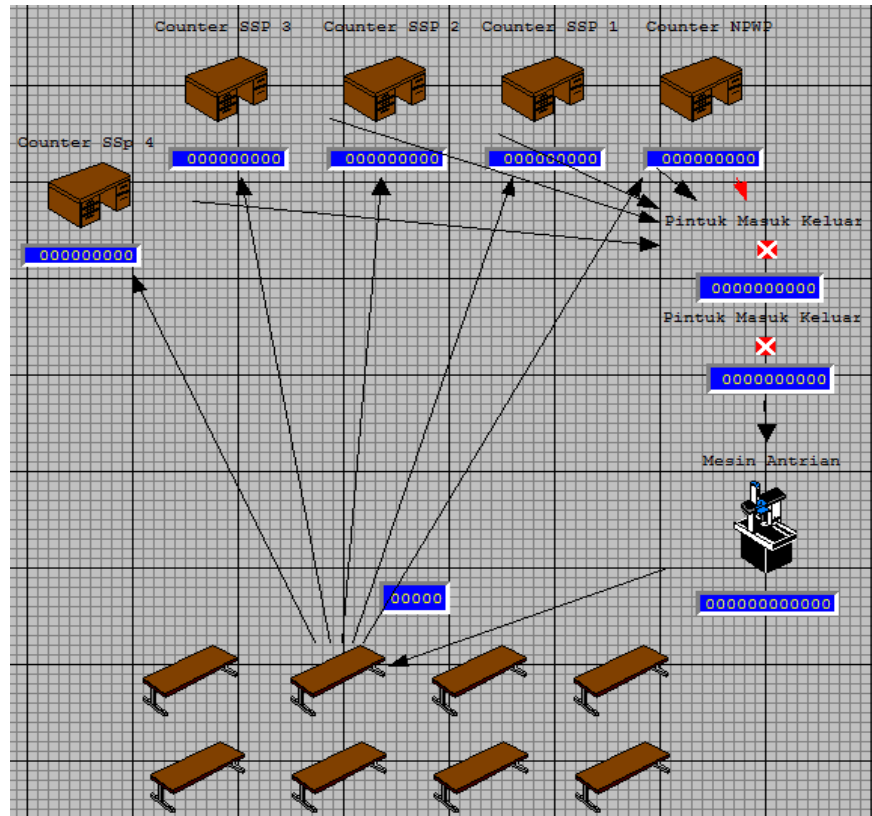 Counter SSP 3 Counter SSP 2 Counter SSP 1 Counter NPWP
000000000 000000000 000000000 000000000
Counter SSp 4
000000000
Pintuk Masuk Keluar
0000000000
Pintuk Masuk Keluar
0000000000
Mesin Antrian
00000
000000000000